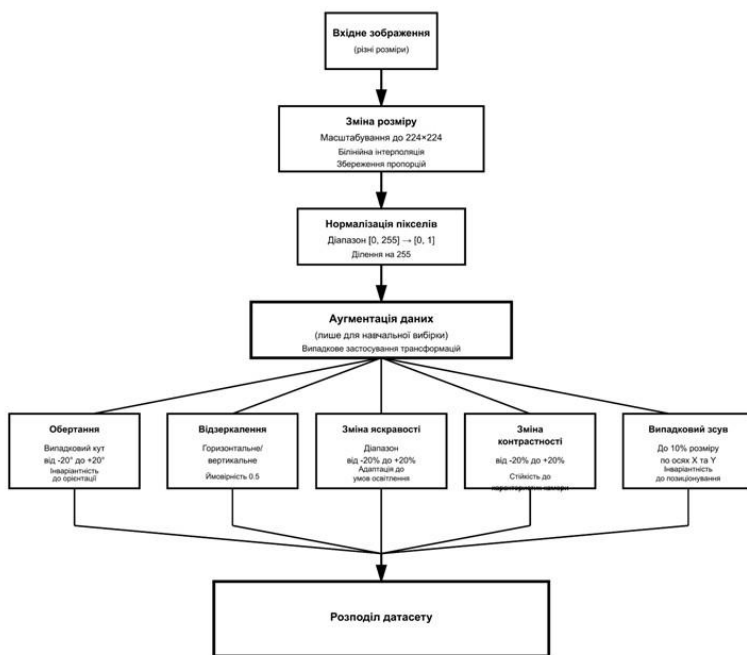 Вхідне зображення
(різні розміри)
Зміна розміру
Масштабування до 224×224
Білінійна інтерполяція
Збереження пропорцій
Нормалізація пікселів
Діапазон [0, 255] → [0, 1]
Ділення на 255
Аугментація даних
(лише для навчальної вибірки)
Випадкове застосування трансформацій
Обертання
Випадковий кут
від -20° до +20°
Інваріантність
до орієнтації
Відзеркалення
Горизонтальне/
вертикальне
Ймовірність 0.5
Зміна яскравості
Діапазон
від -20% до +20%
Адаптація до
умов освітлення
Зміна
контрастності
від -20% до +20%
Стійкість до
характеристик камери
Випадковий зсув
До 10% розміру
по осях X та Y
Інваріантність
до позиціонування
Розподіл датасету